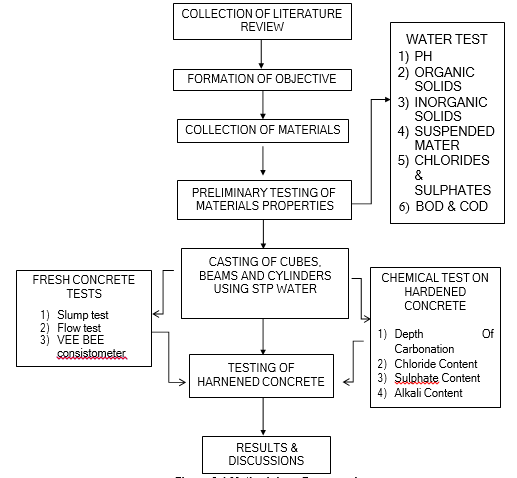 COLLECTION OF LITERATURE
REVIEW
FORMATION OF OBJECTIVE
COLLECTION OF MATERIALS
PRELIMINARY TESTING OF
MATERIALS PROPERTIES
WATER TEST
1) PH
2) ORGANIC
SOLIDS
3) INORGANIC
SOLIDS
4) SUSPENDED
MATER
5) CHLORIDES
&
SULPHATES
6) BOD & COD
CASTING OF CUBES,
BEAMS AND CYLINDERS
USING STP WATER
FRESH CONCRETE
TESTS
1) Slump test
2) Flow test
3) VEE BEE
consistometer
CHEMICAL TEST ON
HARDENED
CONCRETE
1) Depth Of
Carbonation
2) Chloride Content
3) Sulphate Content
4) Alkali Content
TESTING OF
HARNENED CONCRETE
RESULTS &
DISCUSSIONS